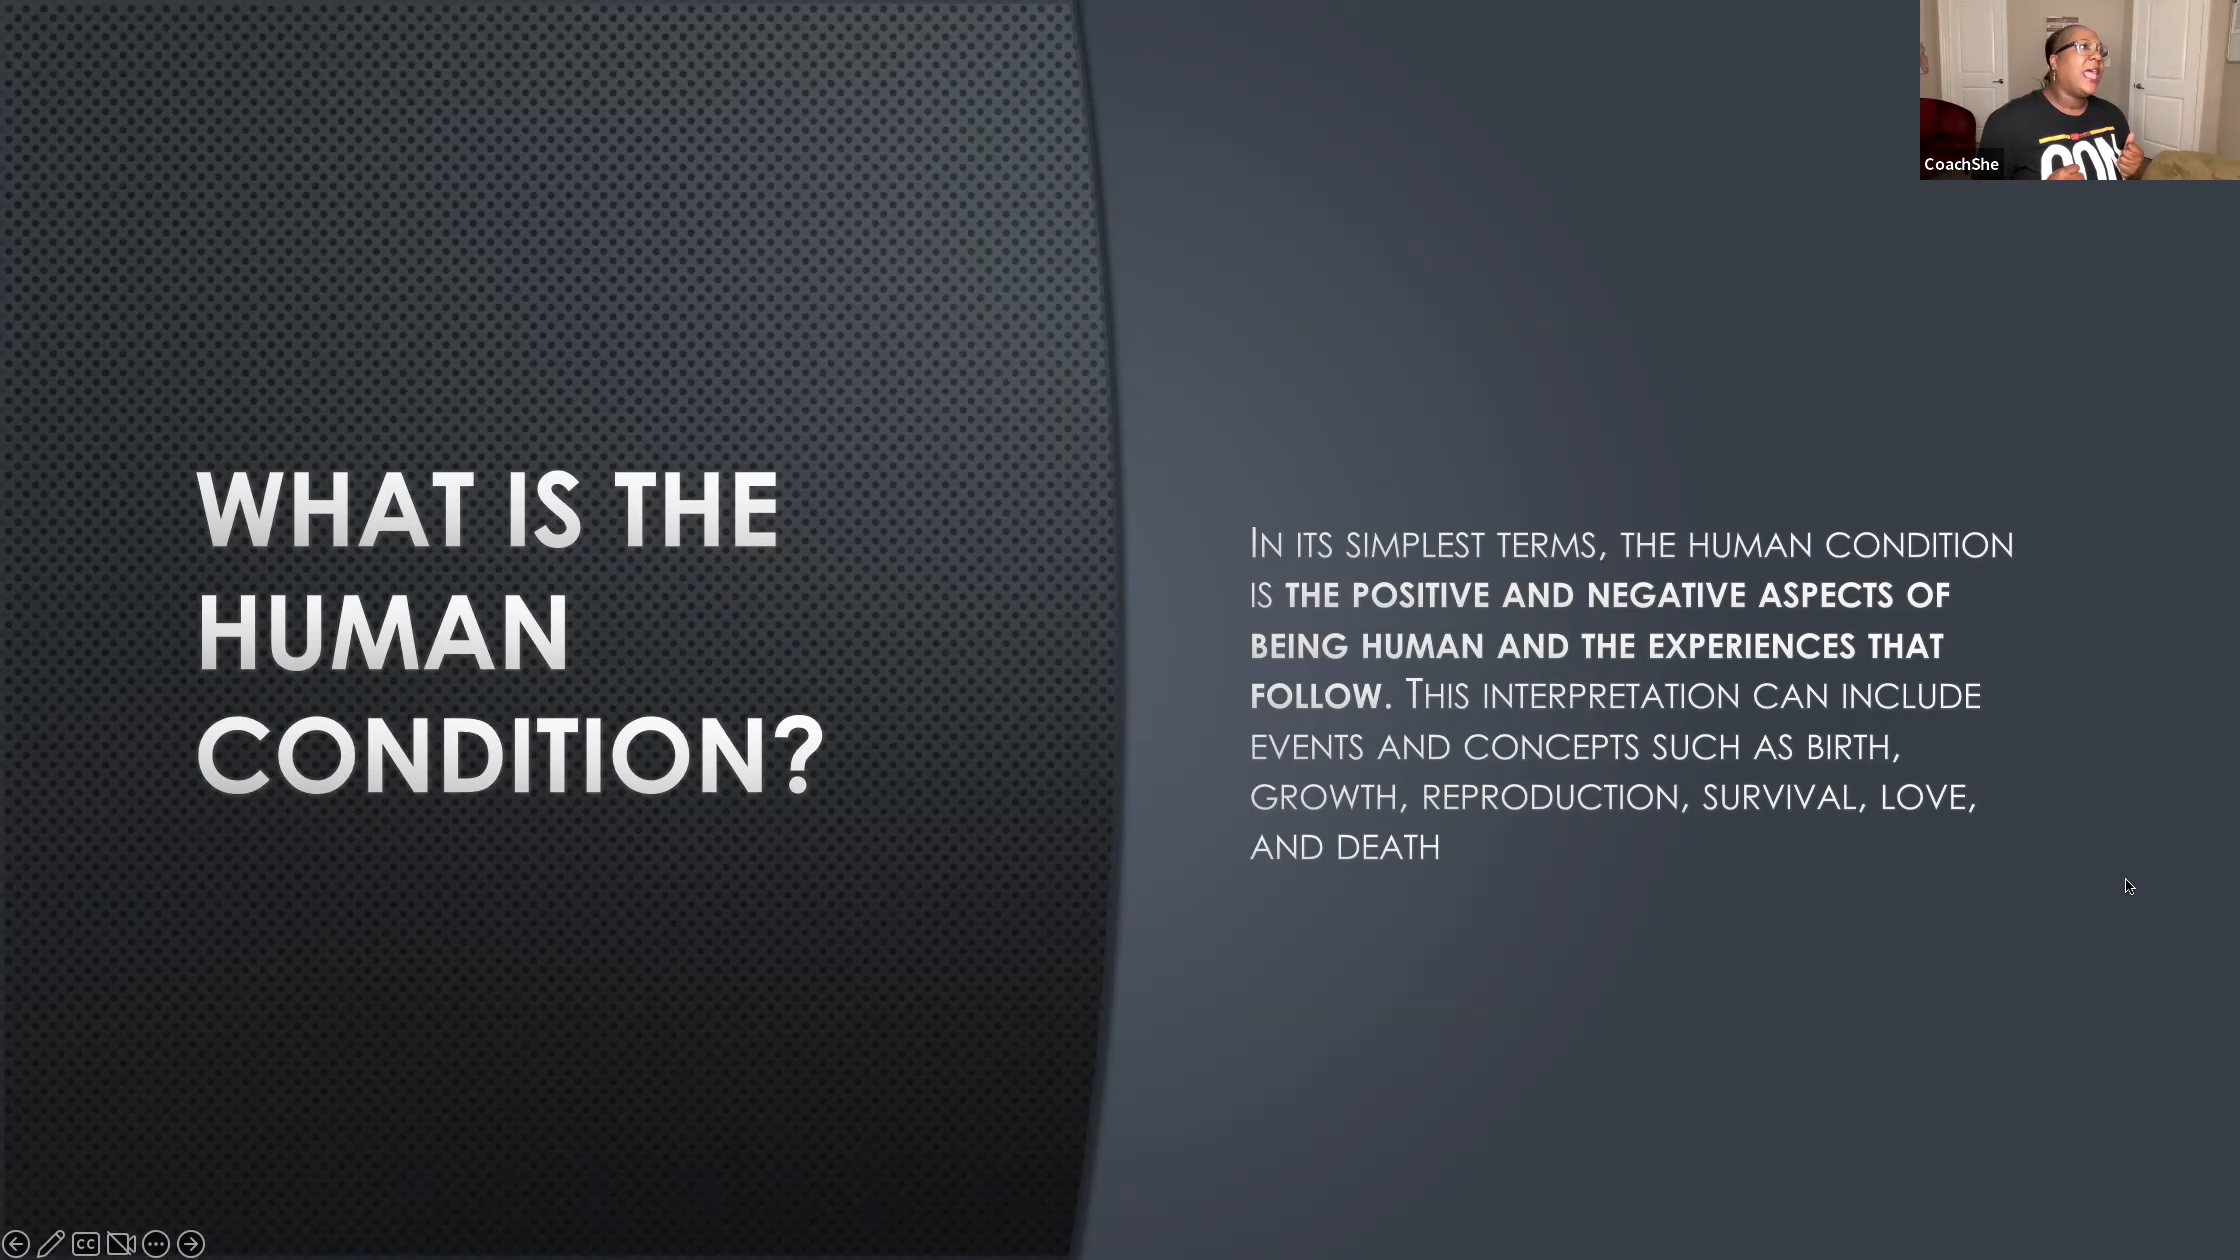 WHAT IS THE
HUMAN
CONDITION?
IN ITS SIMPLEST TERMS, THE HUMAN CONDITION
IS THE POSITIVE AND NEGATIVE ASPECTS OF
BEING HUMAN AND THE EXPERIENCES THAT
FOLLOW. THIS INTERPRETATION CAN INCLUDE
EVENTS AND CONCEPTS SUCH AS BIRTH,
GROWTH, REPRODUCTION, SURVIVAL, LOVE,
AND DEATH
CoachShe
CC